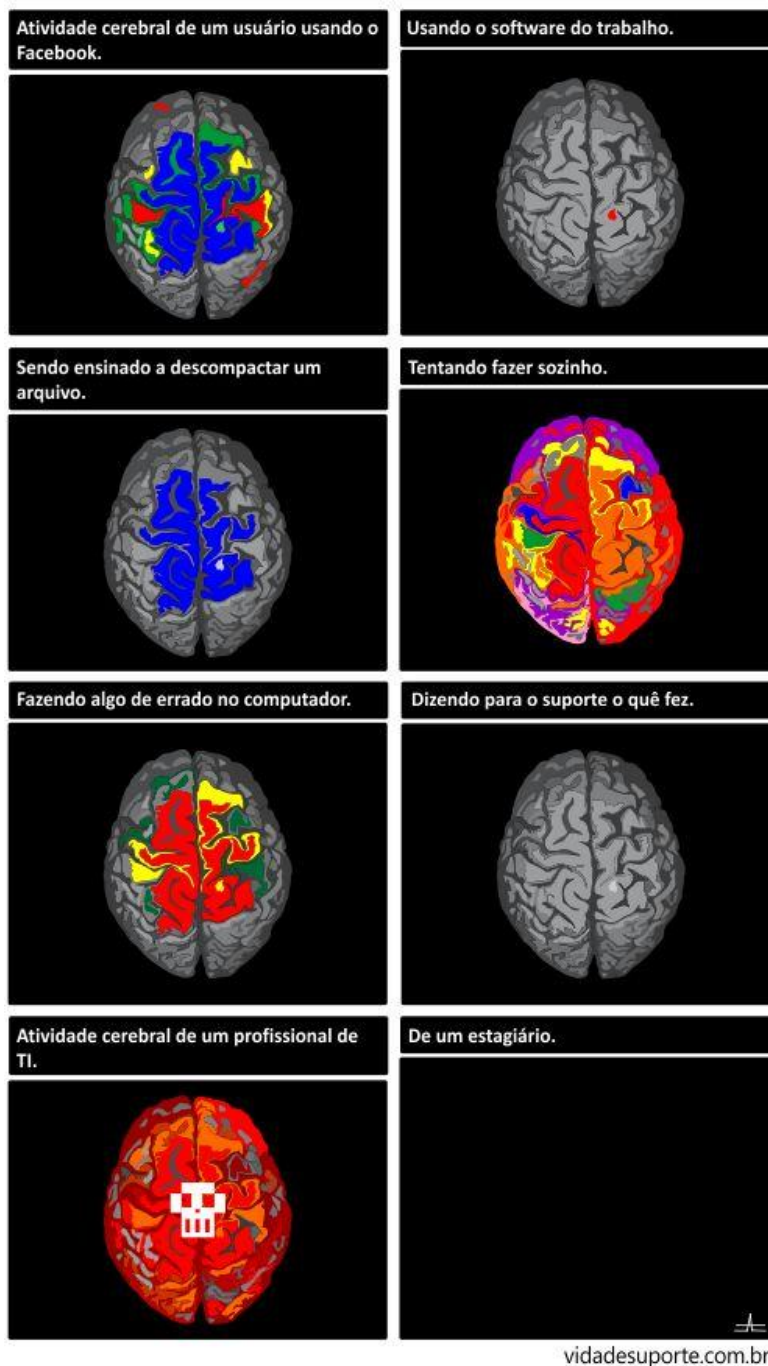 Atividade cerebral de um usuário usando o
Facebook.
Usando o software do trabalho.
Sendo ensinado a descompactar um
arquivo.
Tentando fazer sozinho.
Fazendo algo de errado no computador.
Dizendo para o suporte o quê fez.
Atividade cerebral de um profissional de
TI.
De um estagiário.
vidadesuporte.com.br